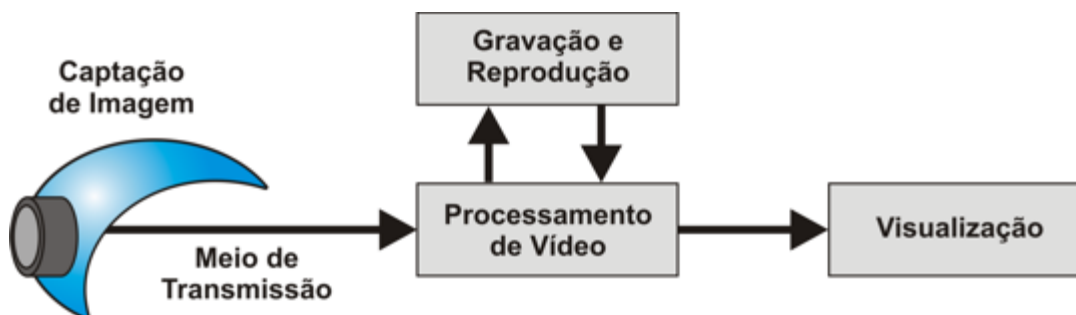 Captação
de Imagem
Meio de
Transmissão
Gravação e
Reprodução
Processamento
de Vídeo
Visualização